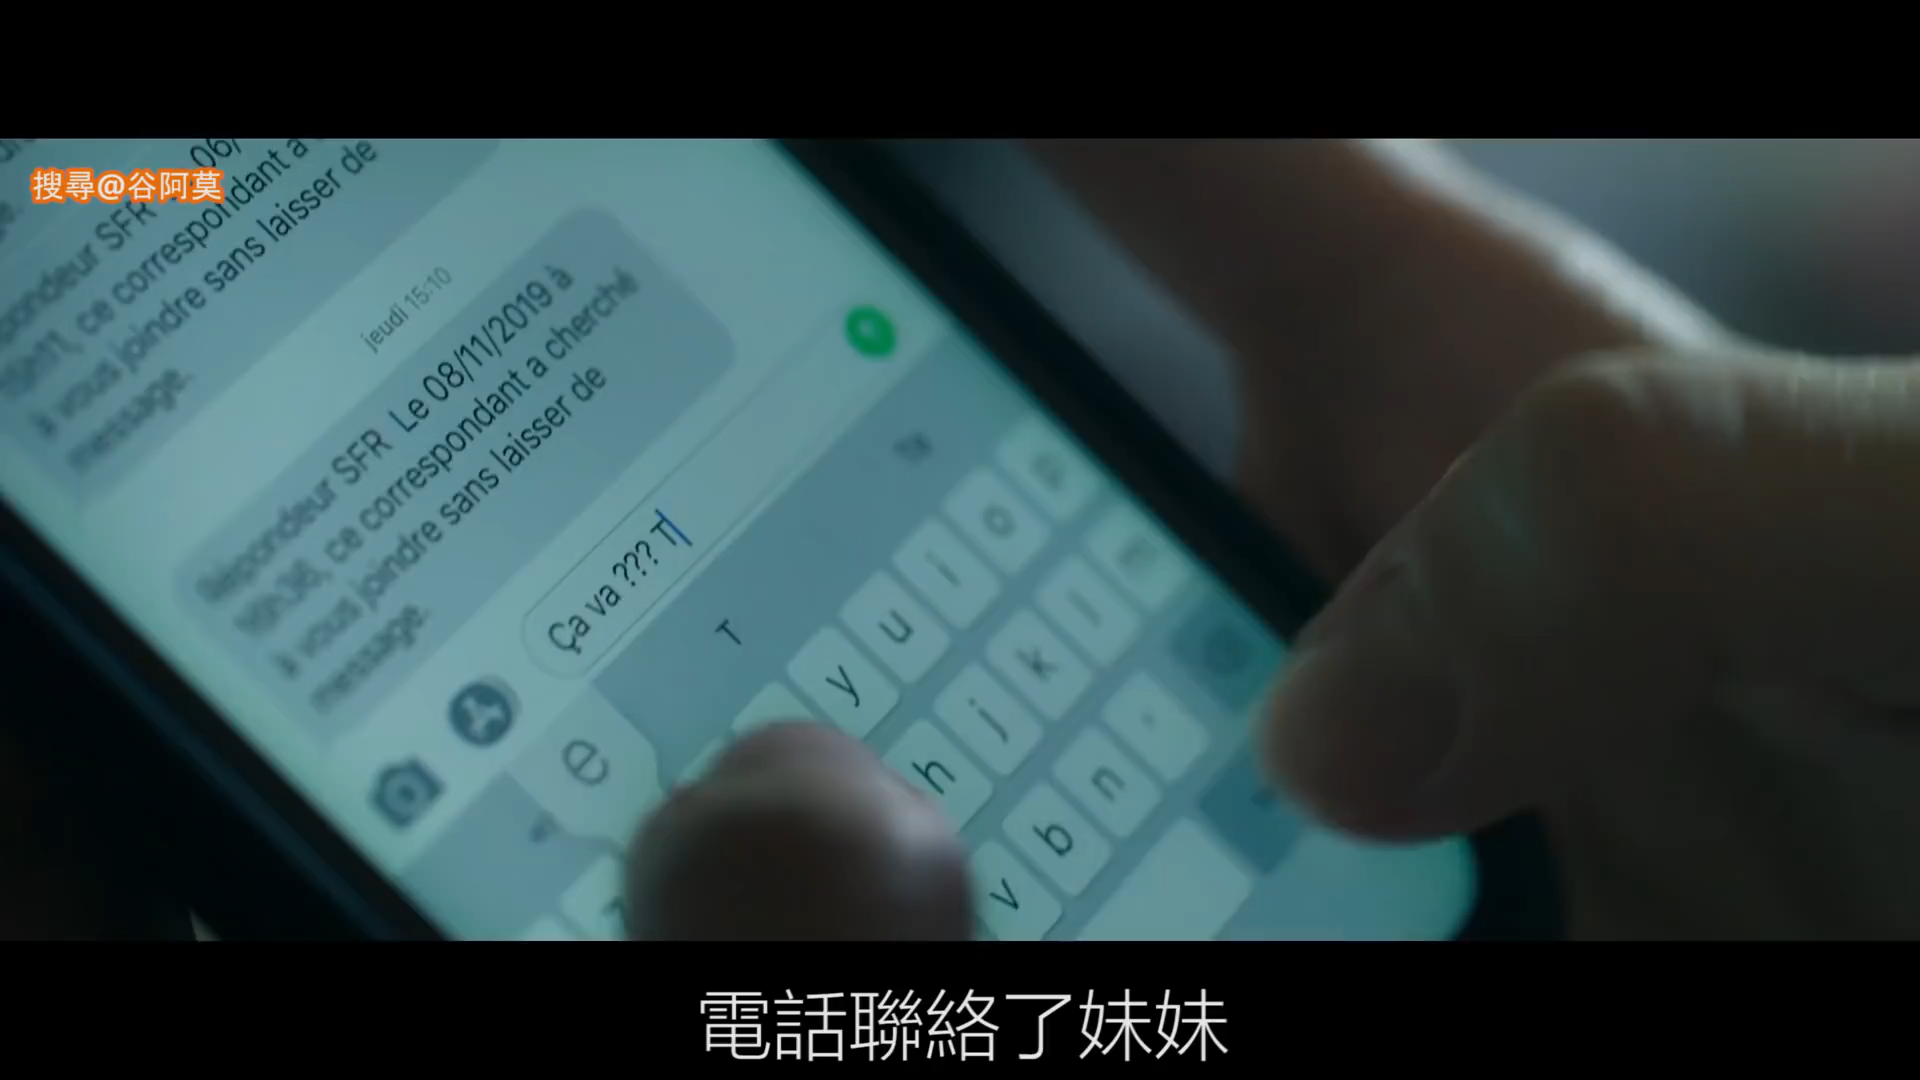 搜尋@谷阿莫
06/
pondeur SFR
15h11, ce correspondant a
à vous joindre sans laisser de
message.
jeudi 15:10
Répondeur SFR Le 08/11/2019 à
16h36, ce correspondant a cherché
à vous joindre sans laisser de
message.
Ça va ??? T
T
e y u i o p
h j k l m
v b n '
電話聯絡了妹妹